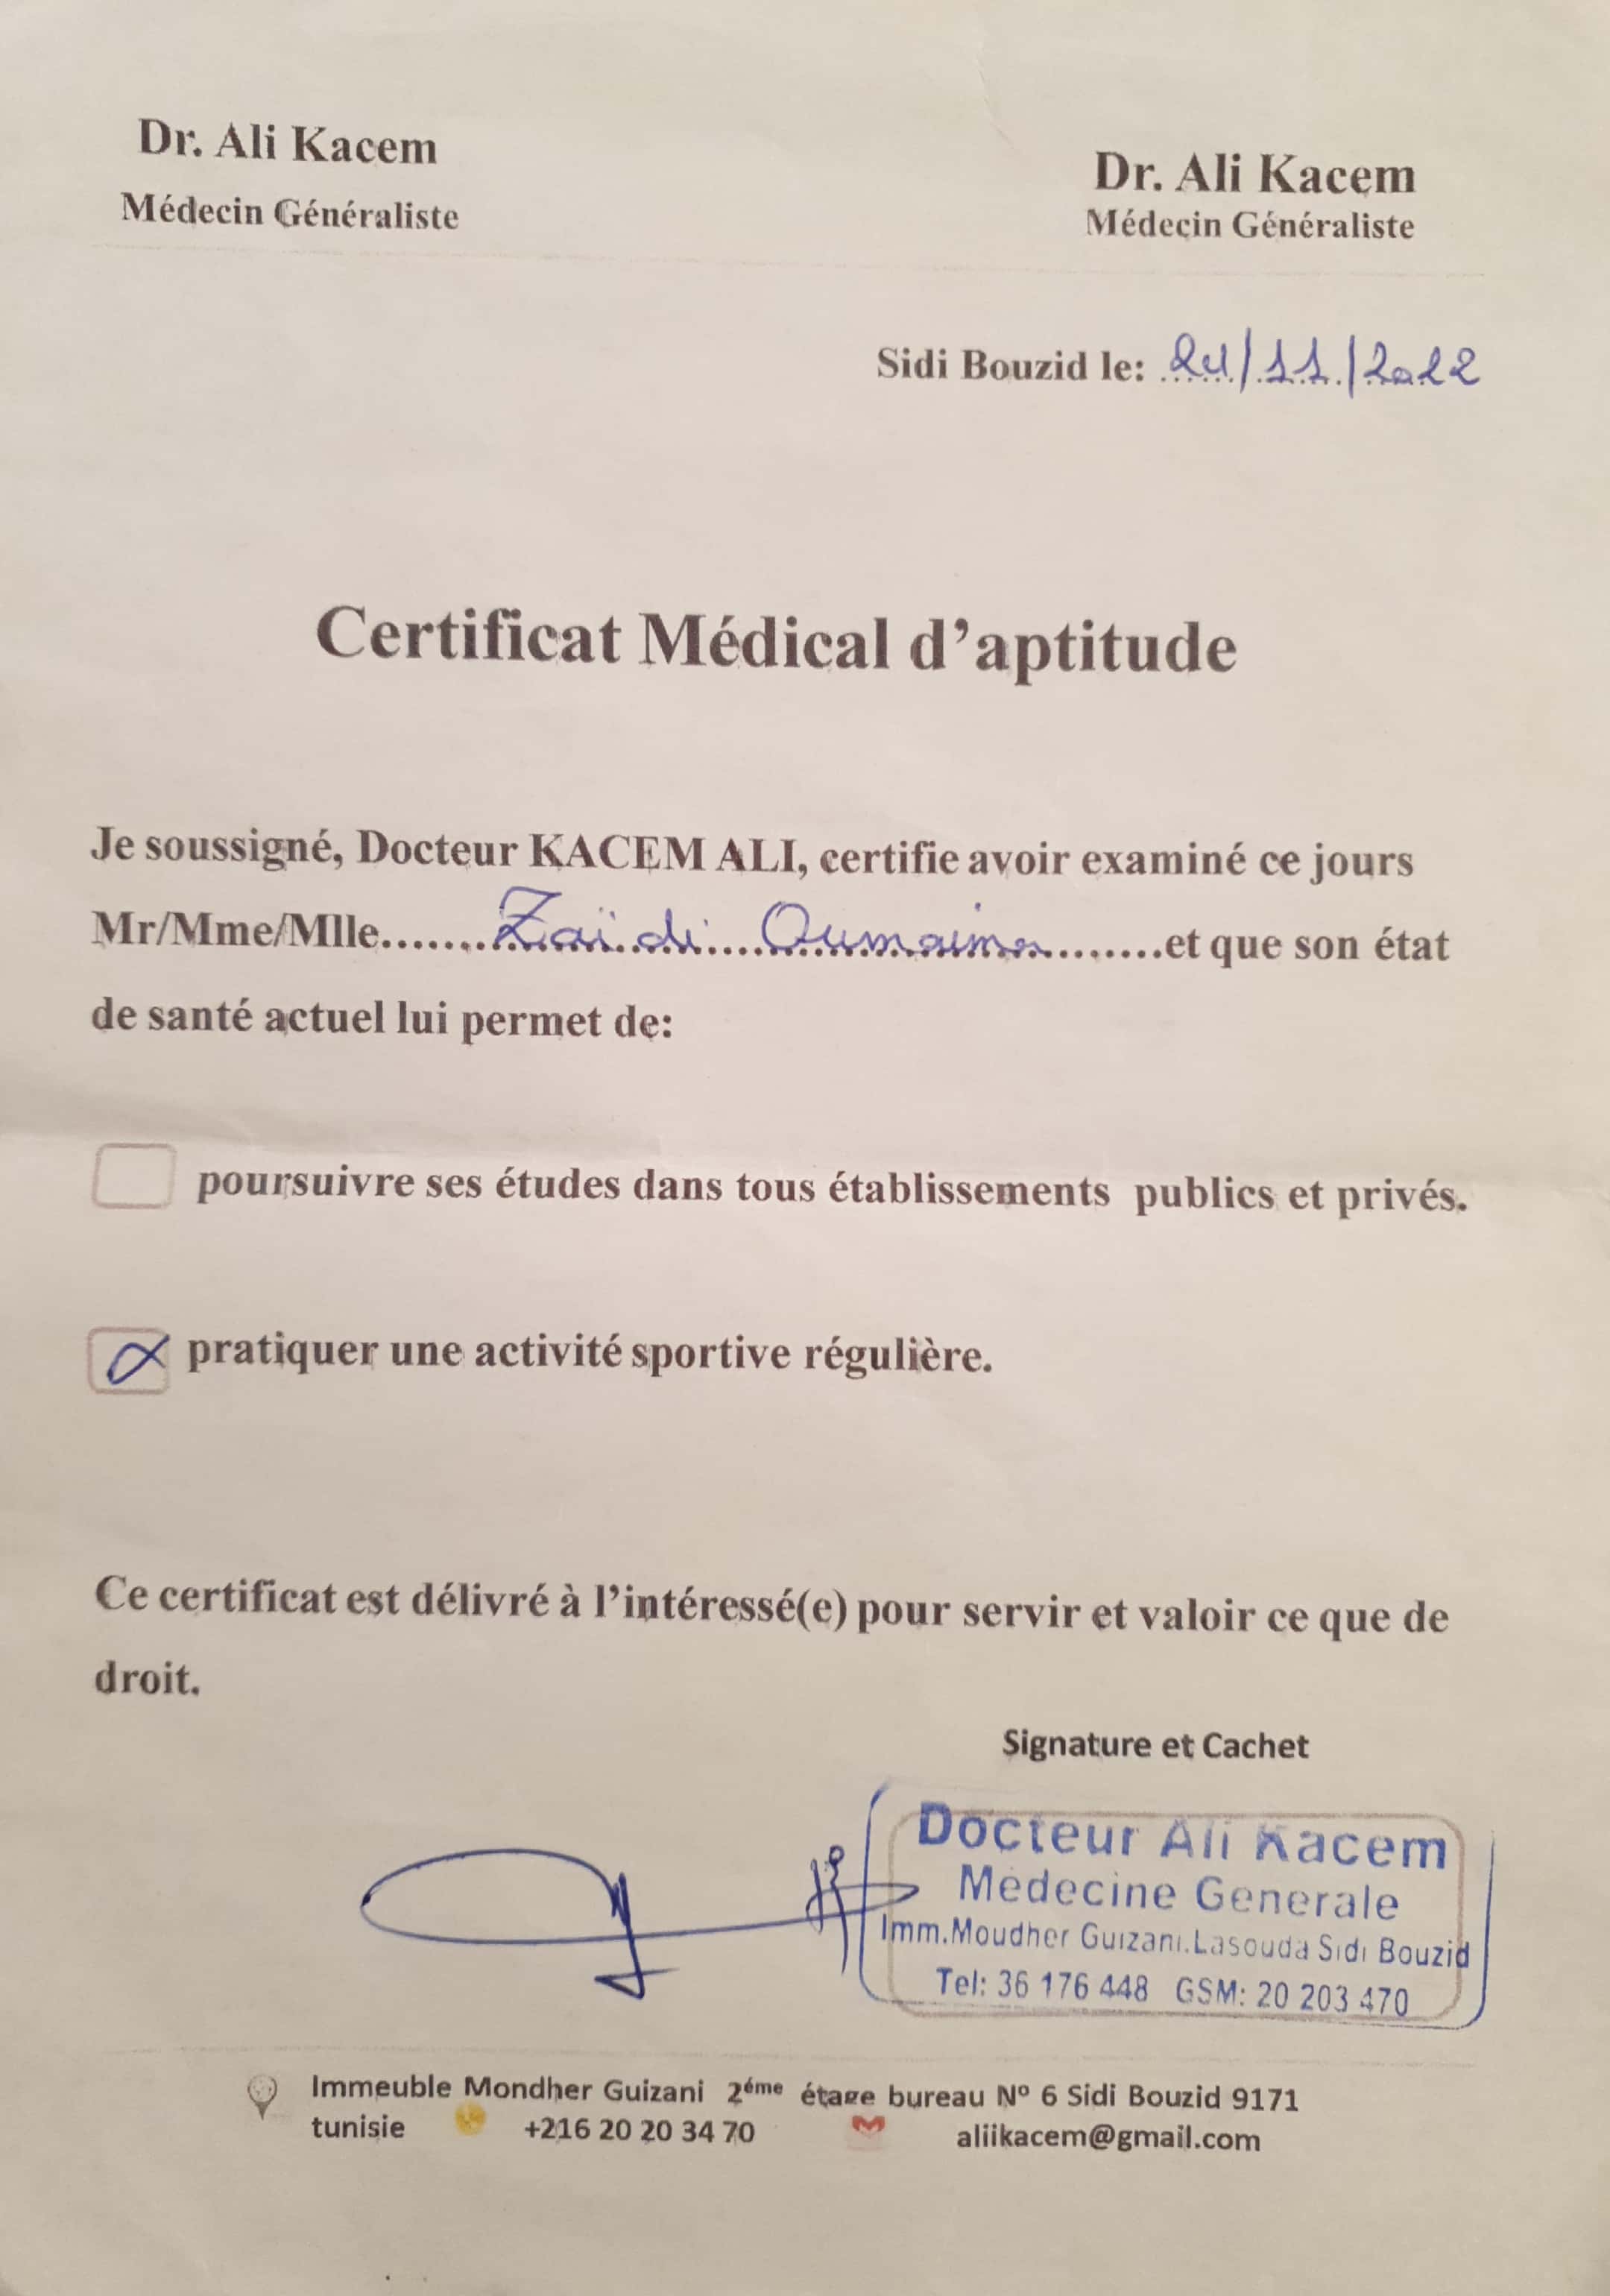 Dr. Ali Kacem
Médecin Généraliste
Dr. Ali Kacem
Médecin Généraliste
Sidi Bouzid le: 24/11/2022
Certificat Médical d’aptitude
Je soussigné, Docteur KACEM ALI, certifie avoir examiné ce jours
Mr/Mme/Mlle.......Zaïdi Oumaima........et que son état
de santé actuel lui permet de:
poursuivre ses études dans tous établissements publics et privés.
pratiquer une activité sportive régulière.
Ce certificat est délivré à l’intéressé(e) pour servir et valoir ce que de
droit.
Signature et Cachet
Docteur Ali Kacem
Medecine Generale
Imm.Moudher Guizani.Lasouda Sidi Bouzid
Tel: 36 176 448 GSM: 20 203 470
Immeuble Mondher Guizani 2éme étage bureau Nº 6 Sidi Bouzid 9171
tunisie +216 20 20 34 70 aliikacem@gmail.com